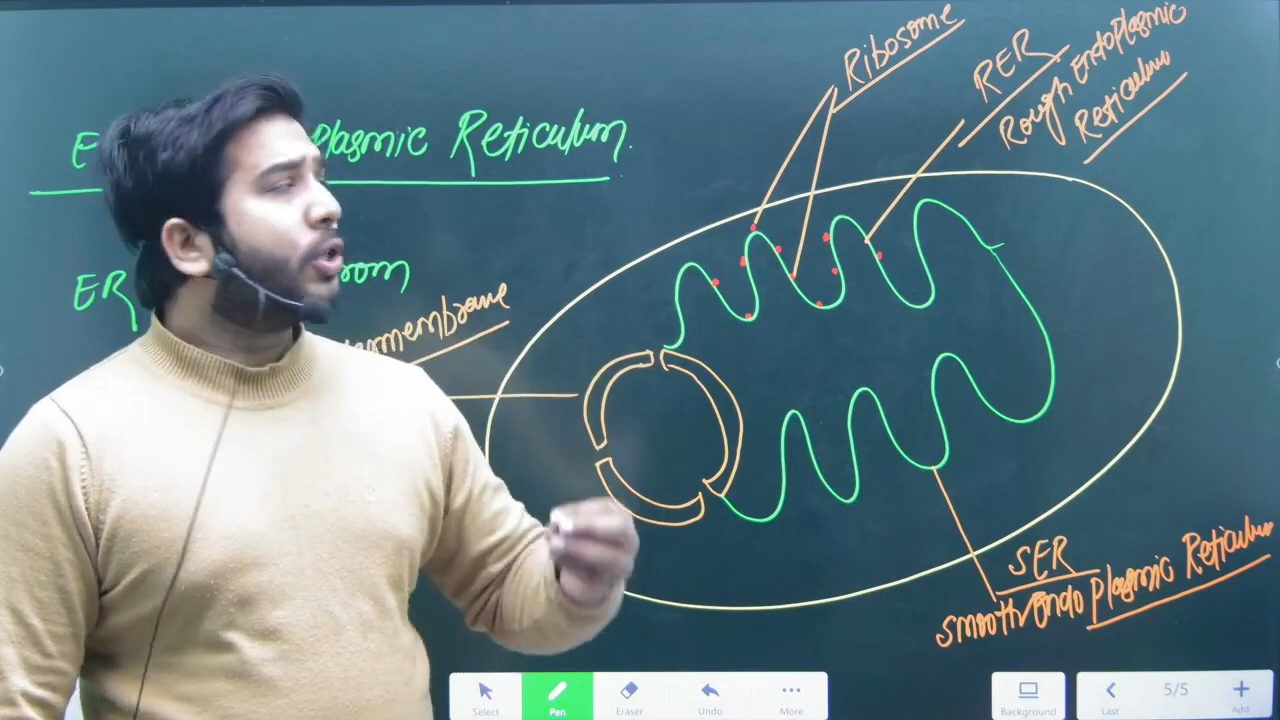 Ribosome
RER
Rough Endoplasmic
Reticulum
E plasmic Reticulum.
ER rom
membrane
SER
smooth endo plasmic Reticulum
Select
Pen
Eraser
Undo
More
Background
Last
5/5
Add